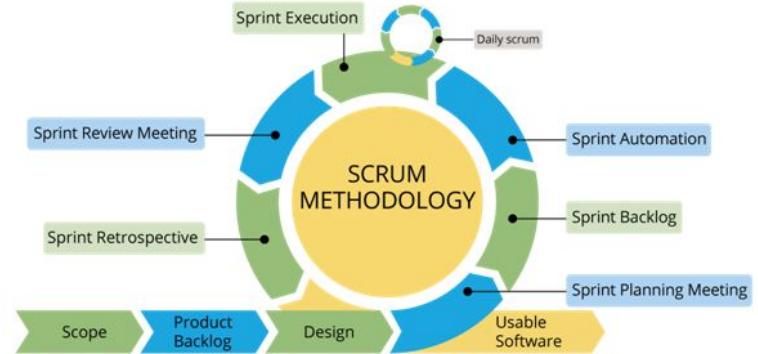 Sprint Execution
Daily scrum
Sprint Review Meeting
Sprint Automation
SCRUM
METHODOLOGY
Sprint Backlog
Sprint Retrospective
Sprint Planning Meeting
Scope
Product
Backlog
Design
Usable
Software